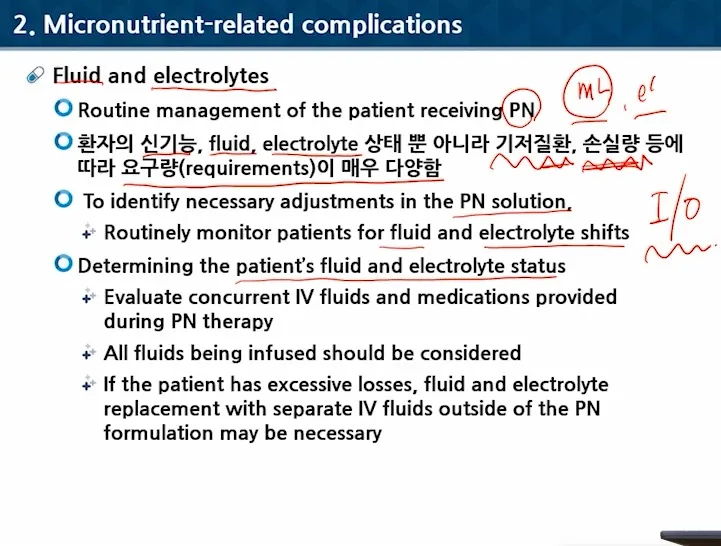 2. Micronutrient-related complications
Fluid and electrolytes
Routine management of the patient receiving PN
mL
환자의 신기능, fluid, electrolyte 상태 뿐 아니라 기저질환, 손실량 등에
따라 요구량(requirements)이 매우 다양함
To identify necessary adjustments in the PN solution,
I/O
Routinely monitor patients for fluid and electrolyte shifts
Determining the patient's fluid and electrolyte status
Evaluate concurrent IV fluids and medications provided
during PN therapy
All fluids being infused should be considered
If the patient has excessive losses, fluid and electrolyte
replacement with separate IV fluids outside of the PN
formulation may be necessary